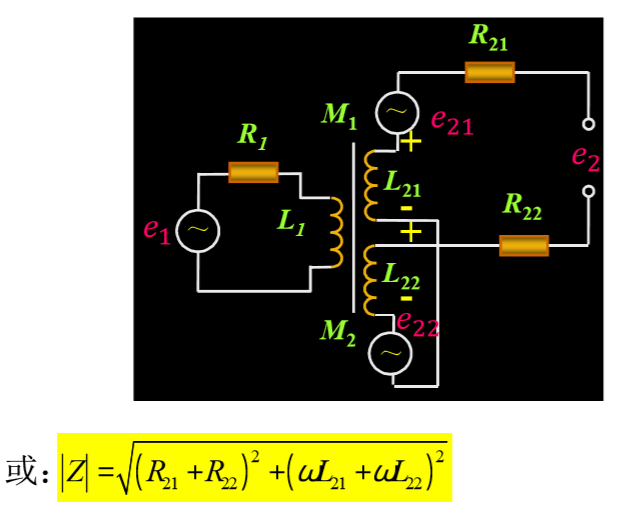 R₂₁
M₁
e₂₁
+
R₁
e₂
L₂₁
R₂₂
e₁
L₁
-
+
L₂₂
-
M₂
e₂₂
或：|Z| = √((R₂₁ + R₂₂)² + (ωL₂₁ + ωL₂₂)²)